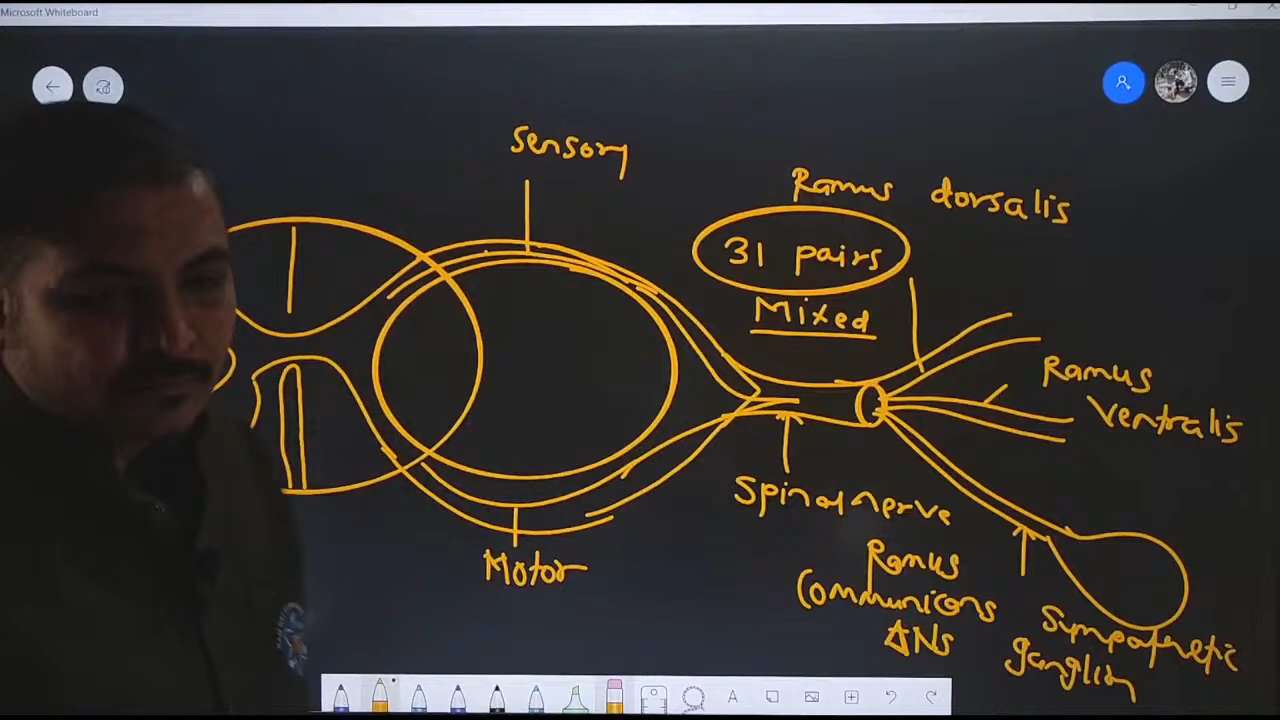 Microsoft Whiteboard
Sensory
Ramus dorsalis
31 pairs
Mixed
Ramus
ventralis
Spinal nerve
Motor
Ramus
Communicans
ANS
Sympathetic
ganglion
A